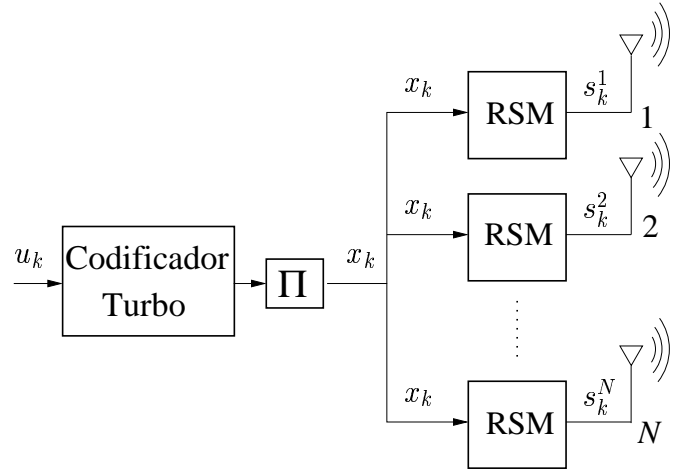 u_k
Codificador
Turbo
Π
x_k
x_k
RSM
s_k^1
1
x_k
RSM
s_k^2
2
x_k
RSM
s_k^N
N